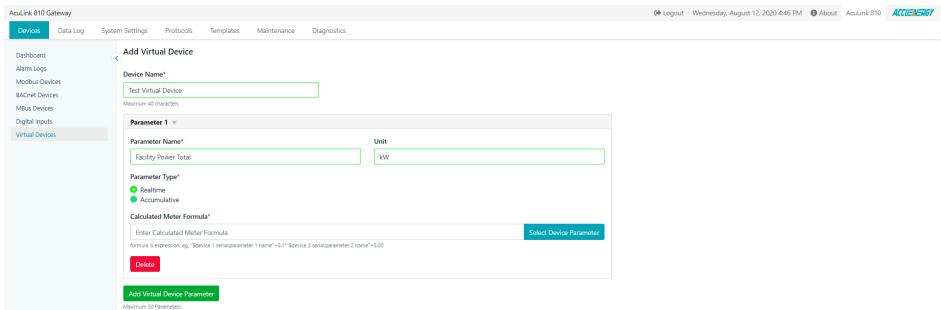 AcuLink 810 Gateway
Logout Wednesday, August 12, 2020 4:46 PM About AcuLink 810 ACCUENERGY
Devices Data Log System Settings Protocols Templates Maintenance Diagnostics
Dashboard
Alarm Logs
Modbus Devices
BACnet Devices
MBus Devices
Digital Inputs
Virtual Devices
Add Virtual Device
Device Name*
Test Virtual Device
Maximum 40 characters
Parameter 1
Parameter Name* Unit
Facility Power Total kW
Parameter Type*
Realtime
Accumulative
Calculated Meter Formula*
Enter Calculated Meter Formula Select Device Parameter
formula is expression. eg, "$device 1 serial:parameter 1 name"+0.1*"$device 2 serial:parameter 2 name"+5.00
Delete
Add Virtual Device Parameter
Maximum 50 Parameters